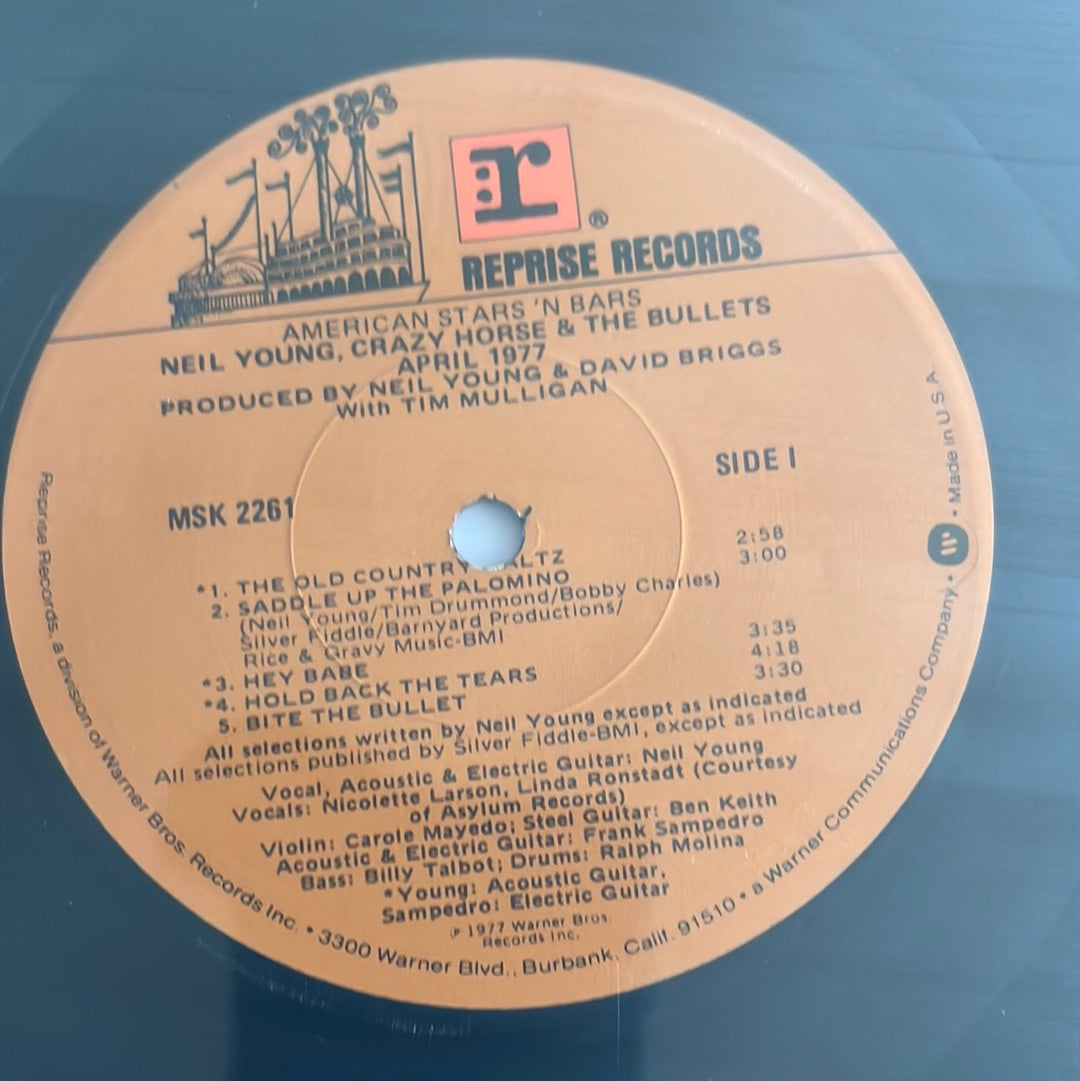 r
®
REPRISE RECORDS
AMERICAN STARS 'N BARS
NEIL YOUNG, CRAZY HORSE & THE BULLETS
APRIL 1977
PRODUCED BY NEIL YOUNG & DAVID BRIGGS
With TIM MULLIGAN
SIDE 1
MSK 2261
*1. THE OLD COUNTR ALTZ 2:58
2. SADDLE UP THE PALOMINO 3:00
(Neil Young/Tim Drummond/Bobby Charles)
Silver Fiddle/Barnyard Productions/
Rice & Gravy Music-BMI
*3. HEY BABE 3:35
*4. HOLD BACK THE TEARS 4:18
5. BITE THE BULLET 3:30
All selections written by Neil Young except as indicated
All selections published by Silver Fiddle-BMI, except as indicated
Vocal, Acoustic & Electric Guitar: Neil Young
Vocals: Nicolette Larson, Linda Ronstadt (Courtesy
of Asylum Records)
Violin: Carole Mayedo; Steel Guitar: Ben Keith
Acoustic & Electric Guitar: Frank Sampedro
Bass: Billy Talbot; Drums: Ralph Molina
*Young: Acoustic Guitar,
Sampedro: Electric Guitar
℗ 1977 Warner Bros.
Records Inc.
Reprise Records, a division of Warner Bros. Records Inc. • 3300 Warner Blvd., Burbank, Calif. 91510 • a Warner Communications Company • W • Made in U.S.A.